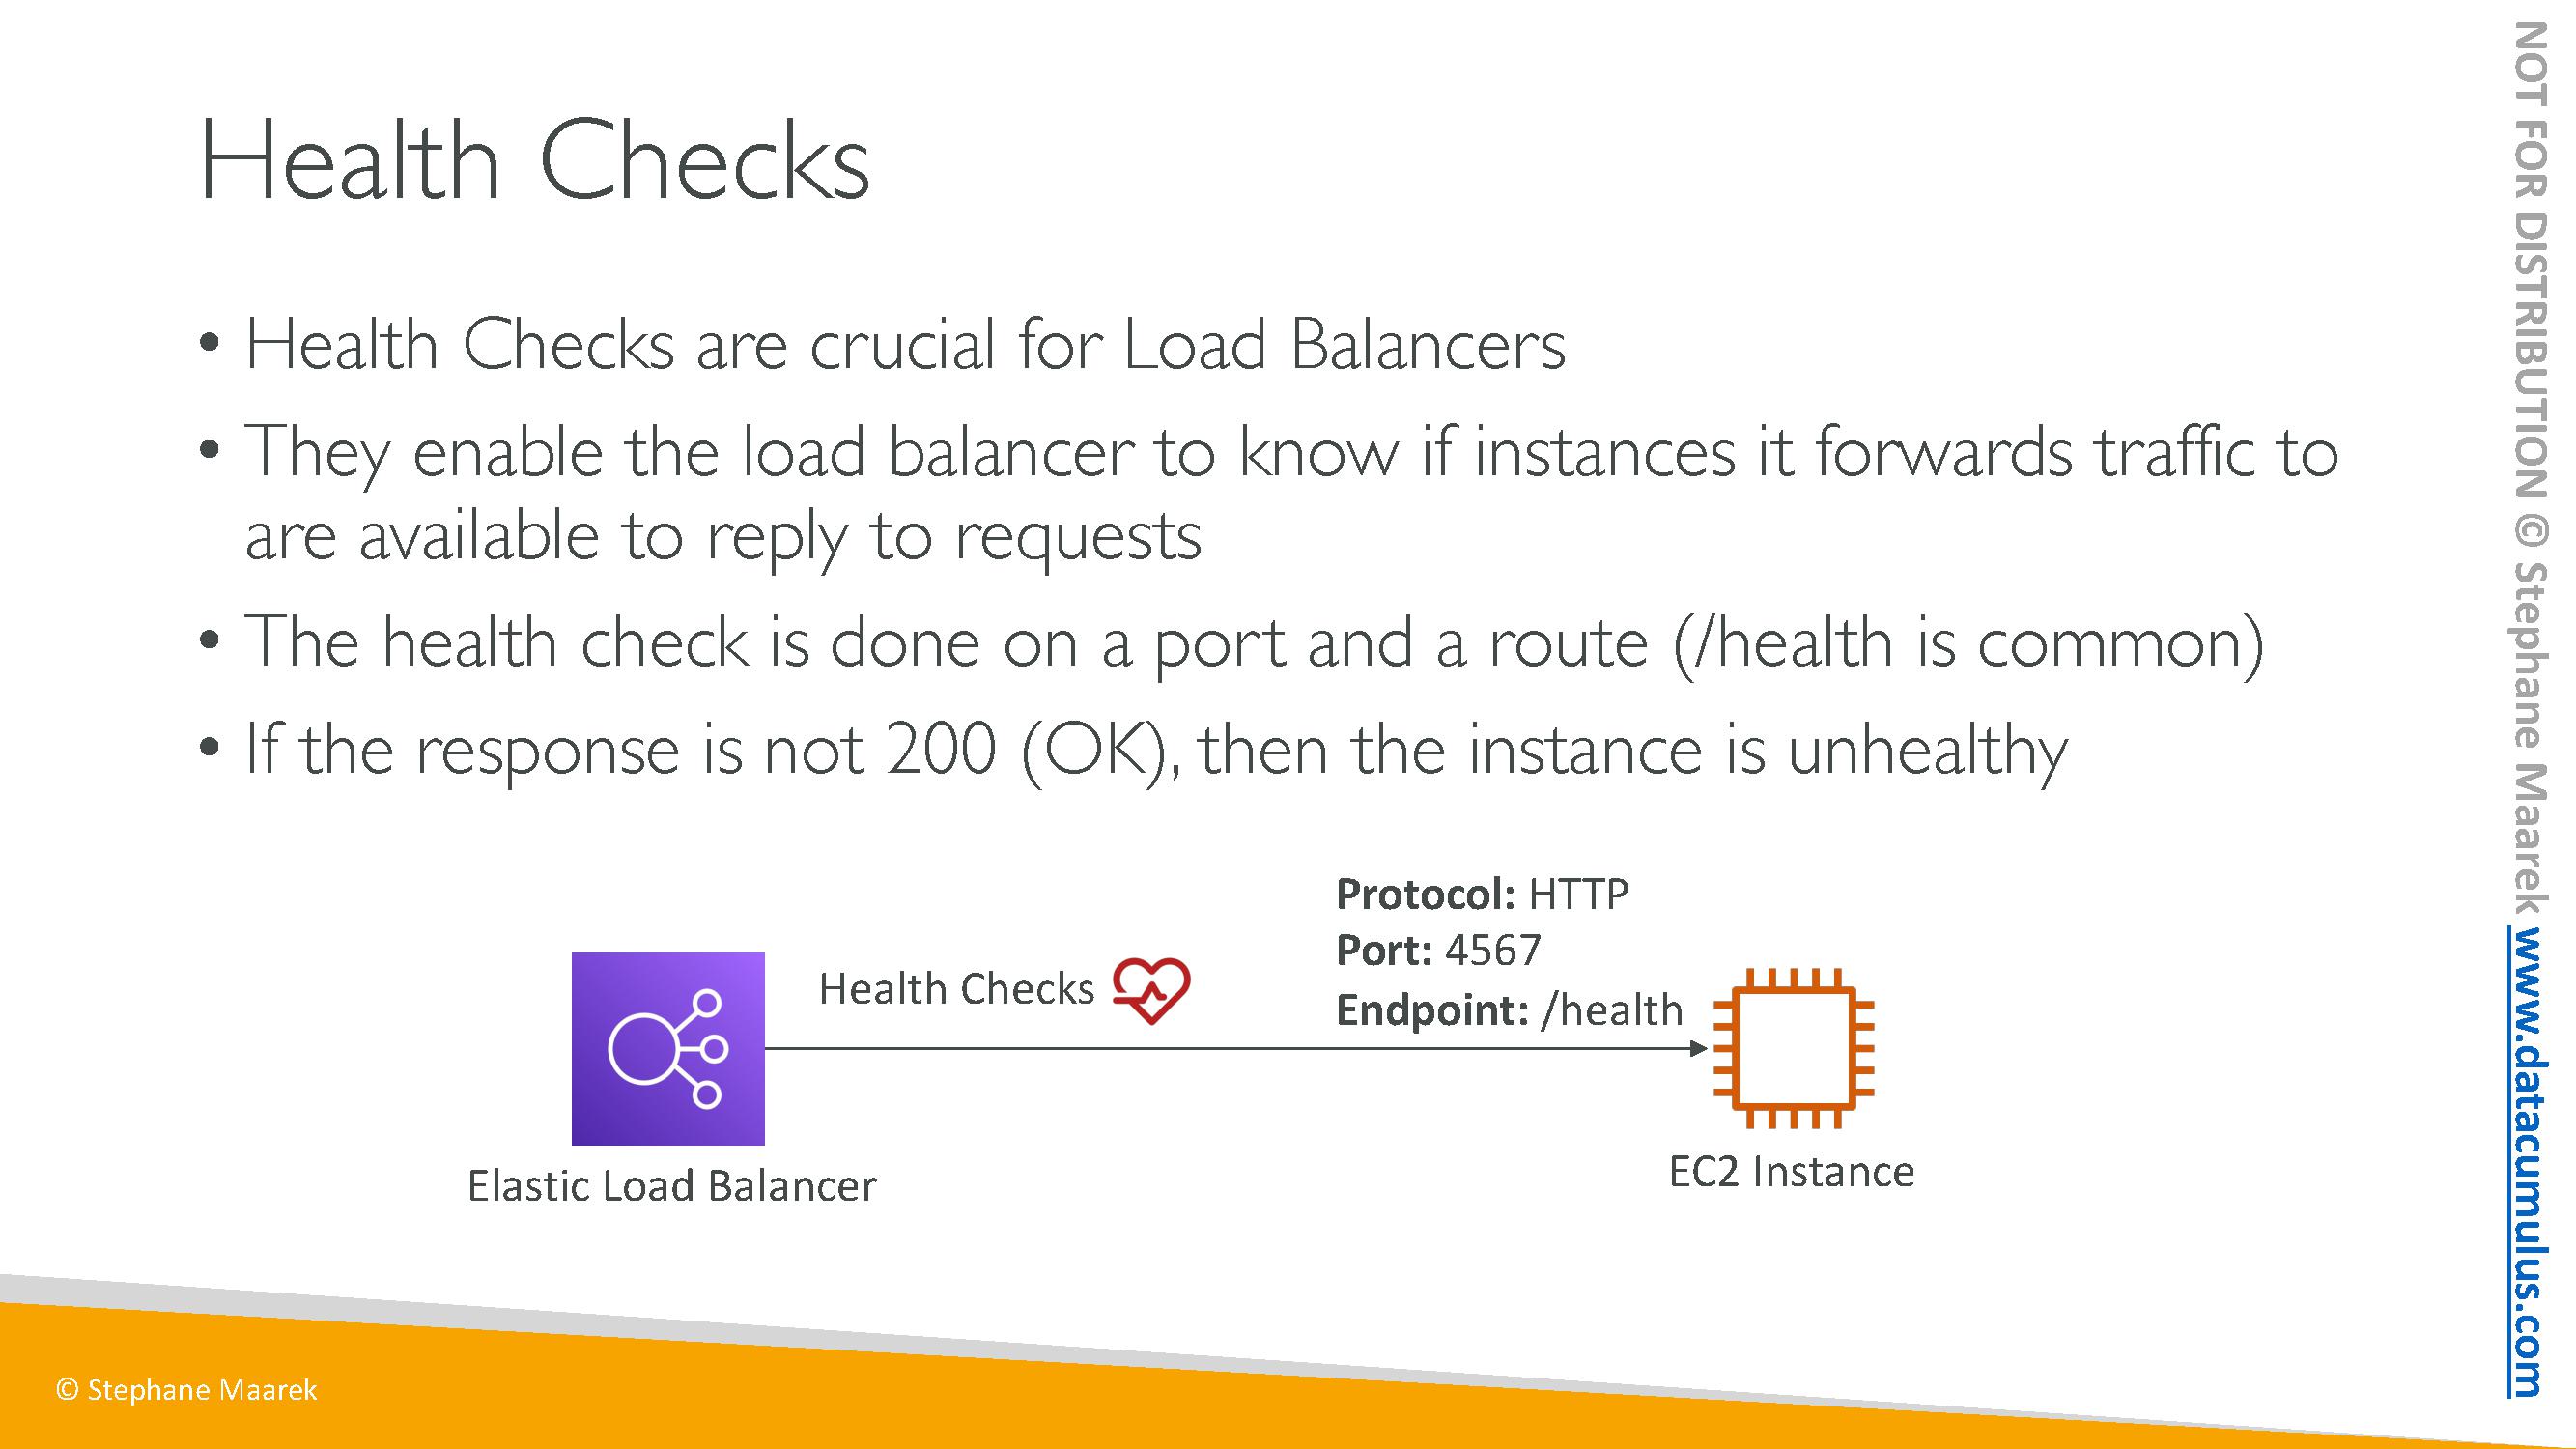 Health Checks
• Health Checks are crucial for Load Balancers
• They enable the load balancer to know if instances it forwards traffic to
are available to reply to requests
• The health check is done on a port and a route (/health is common)
• If the response is not 200 (OK), then the instance is unhealthy
Protocol: HTTP
Port: 4567
Endpoint: /health
Health Checks
Elastic Load Balancer
EC2 Instance
© Stephane Maarek
NOT FOR DISTRIBUTION © Stephane Maarek www.datacumulus.com